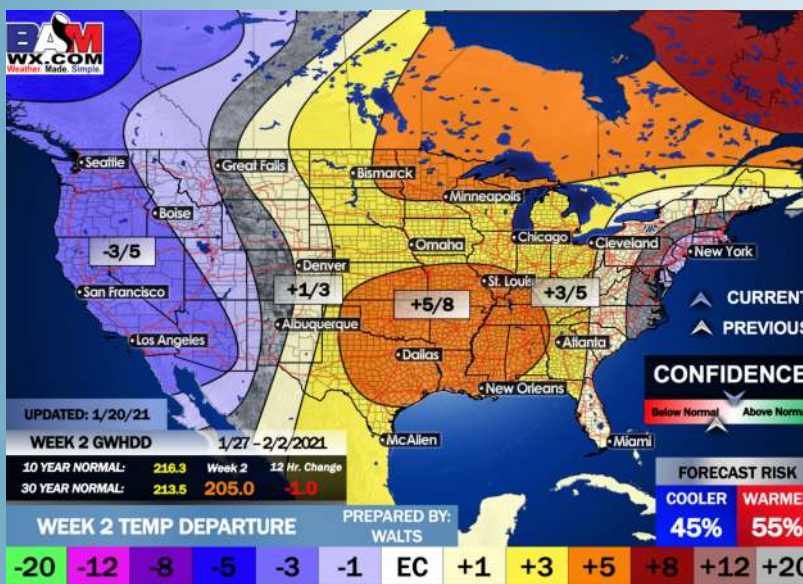 BAM
WX.COM
Weather. Made. Simple.
Seattle
Great Falls
Bismarck
Minneapolis
Boise
-3/5
Omaha
Chicago
Cleveland
New York
San Francisco
Denver
+1/3
+5/8
St. Louis
+3/5
Los Angeles
Albuquerque
Dallas
Atlanta
New Orleans
McAllen
Miami
CURRENT
PREVIOUS
CONFIDENCE
Below Normal
Above Norma
UPDATED: 1/20/21
WEEK 2 GWHDD 1/27 - 2/2/2021
10 YEAR NORMAL: 216.3 Week 2 12 Hr. Change
30 YEAR NORMAL: 213.5 205.0 -1.0
FORECAST RISK
COOLER WARME
45% 55%
WEEK 2 TEMP DEPARTURE
PREPARED BY:
WALTS
-20 -12 -8 -5 -3 -1 EC +1 +3 +5 +8 +12 +20